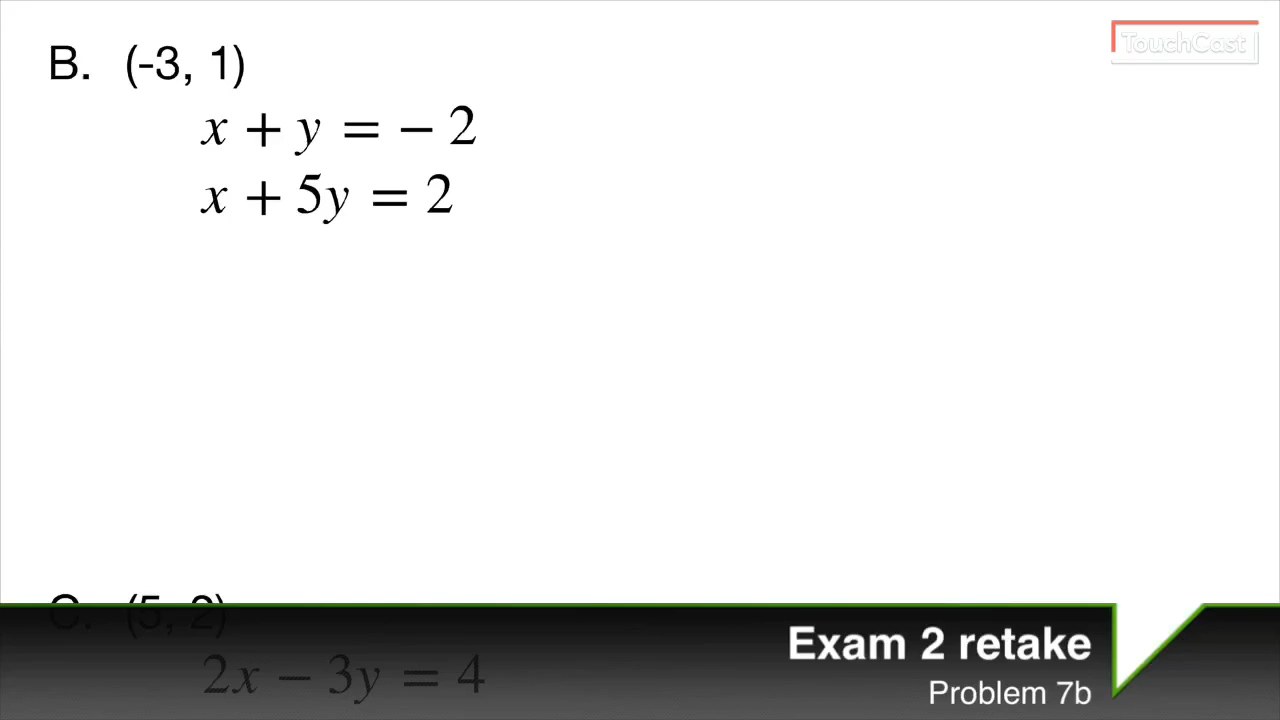 B. (-3, 1)
TouchCast
x + y = − 2
x + 5y = 2
C. (5, 2)
2x − 3y = 4
Exam 2 retake
Problem 7b